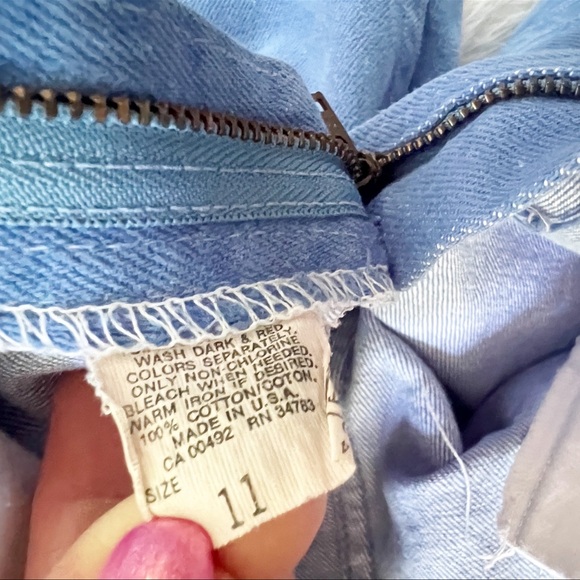 WASH DARK & RED
COLORS SEPARATELY.
ONLY NON-CHLORINE
BLEACH WHEN NEEDED.
WARM IRON IF DESIRED.
100% COTTON/COTON.
MADE IN U.S.A.
CA 00492 RN 34783
SIZE 11